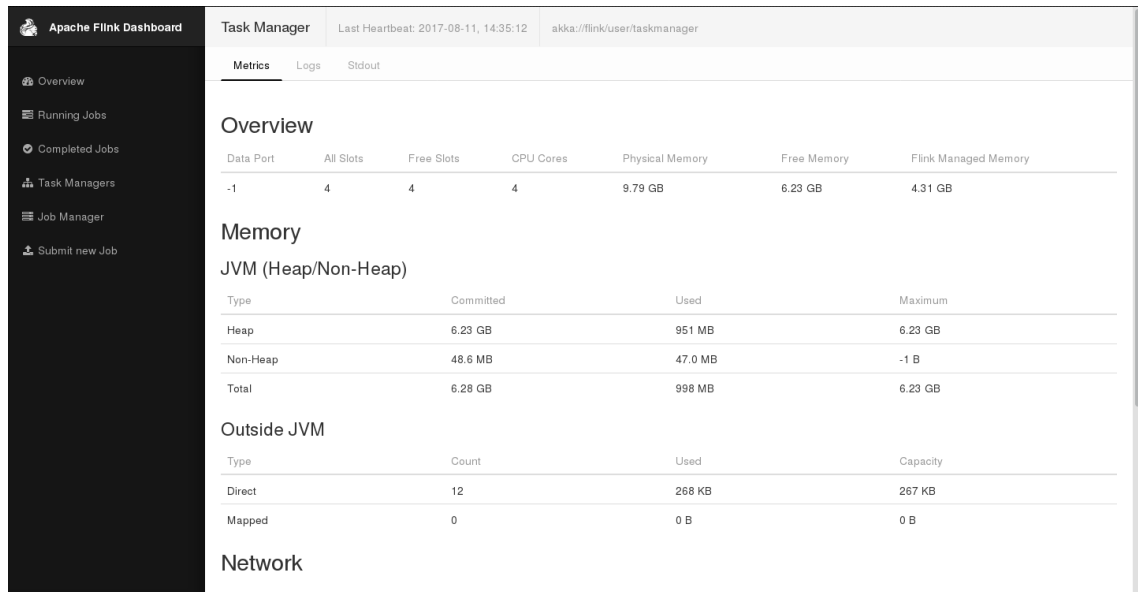 Apache Flink Dashboard
Task Manager Last Heartbeat: 2017-08-11, 14:35:12 akka://flink/user/taskmanager
Metrics Logs Stdout
Overview
Running Jobs
Completed Jobs
Task Managers
Job Manager
Submit new Job
Overview
Data Port All Slots Free Slots CPU Cores Physical Memory Free Memory Flink Managed Memory
-1 4 4 4 9.79 GB 6.23 GB 4.31 GB
Memory
JVM (Heap/Non-Heap)
Type Committed Used Maximum
Heap 6.23 GB 951 MB 6.23 GB
Non-Heap 48.6 MB 47.0 MB -1 B
Total 6.28 GB 998 MB 6.23 GB
Outside JVM
Type Count Used Capacity
Direct 12 268 KB 267 KB
Mapped 0 0 B 0 B
Network